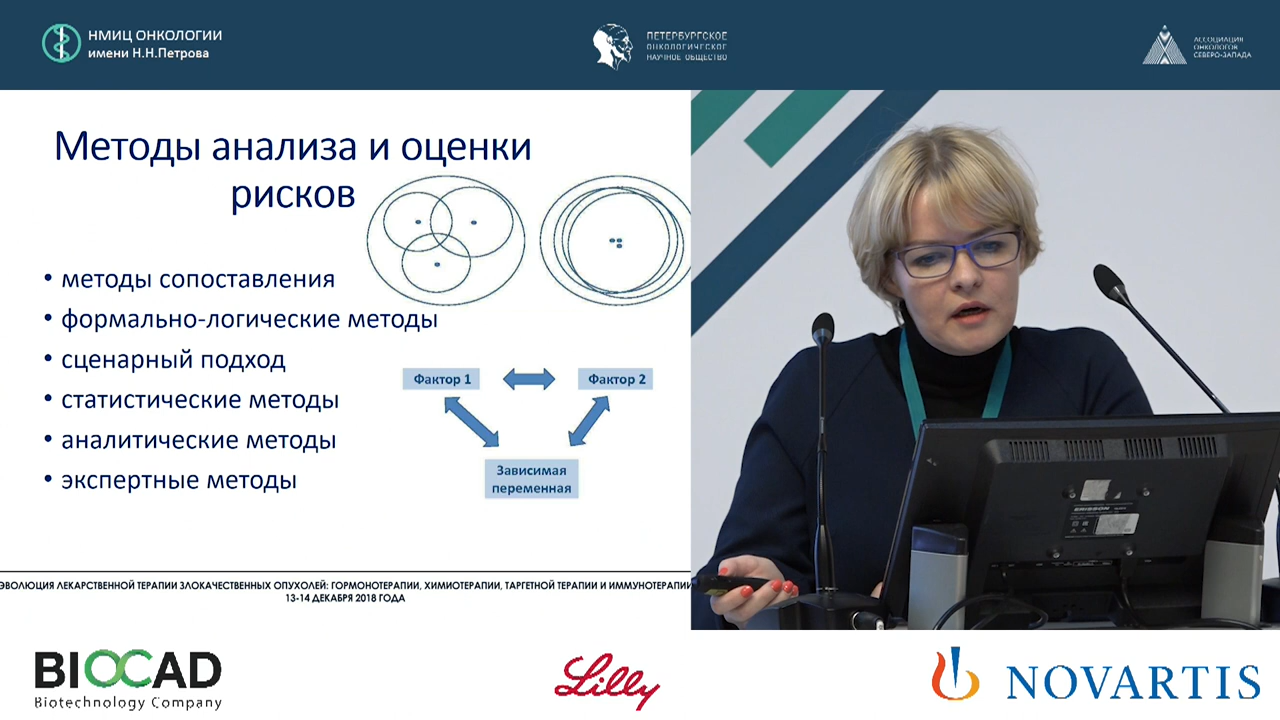 НМИЦ ОНКОЛОГИИ
имени Н.Н.Петрова
ПЕТЕРБУРГСКОЕ
ОНКОЛОГИЧЕСКОЕ
НАУЧНОЕ ОБЩЕСТВО
АССОЦИАЦИЯ
ОНКОЛОГОВ
СЕВЕРО-ЗАПАДА
Методы анализа и оценки
рисков
• методы сопоставления
• формально-логические методы
• сценарный подход
• статистические методы
• аналитические методы
• экспертные методы
Фактор 1
Фактор 2
Зависимая
переменная
ЭВОЛЮЦИЯ ЛЕКАРСТВЕННОЙ ТЕРАПИИ ЗЛОКАЧЕСТВЕННЫХ ОПУХОЛЕЙ: ГОРМОНОТЕРАПИИ, ХИМИОТЕРАПИИ, ТАРГЕТНОЙ ТЕРАПИИ И ИММУНОТЕРАПИИ
13-14 ДЕКАБРЯ 2018 ГОДА
ERISSON
BIOCAD
Biotechnology Company
Lilly
NOVARTIS